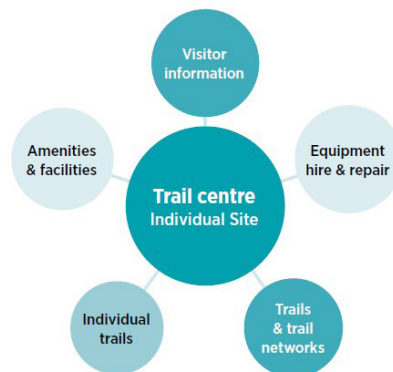 Visitor
information
Amenities
& facilities
Equipment
hire & repair
Trail centre
Individual Site
Individual
trails
Trails
& trail
networks